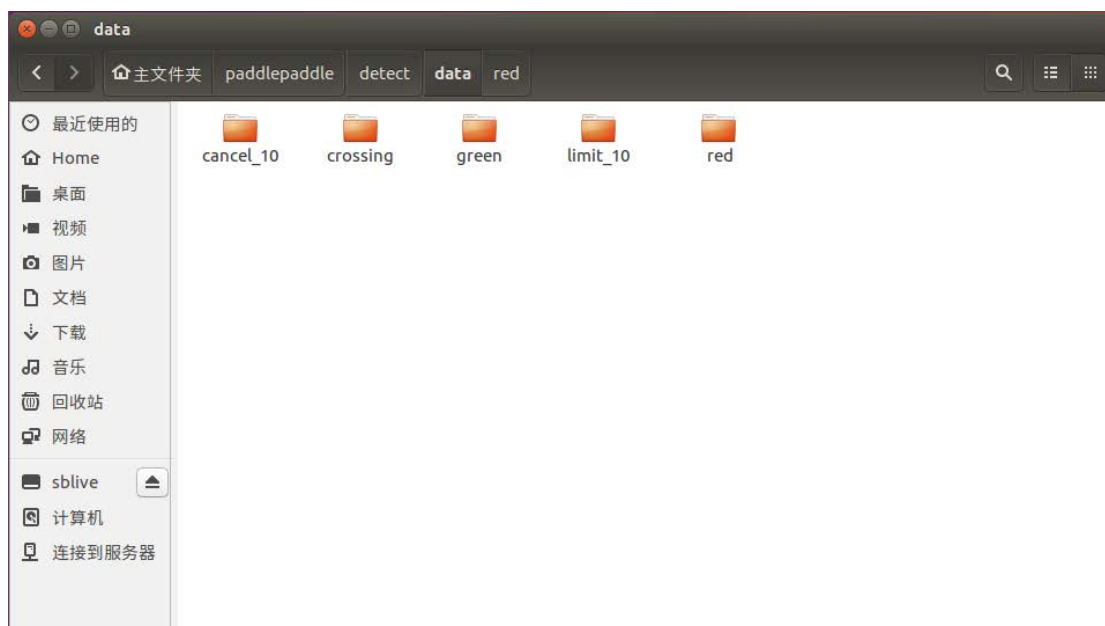 data
主文件夹 paddlepaddle detect data red
最近使用的
Home
桌面
视频
图片
文档
下载
音乐
回收站
网络
sblive
计算机
连接到服务器
cancel_10 crossing green limit_10 red